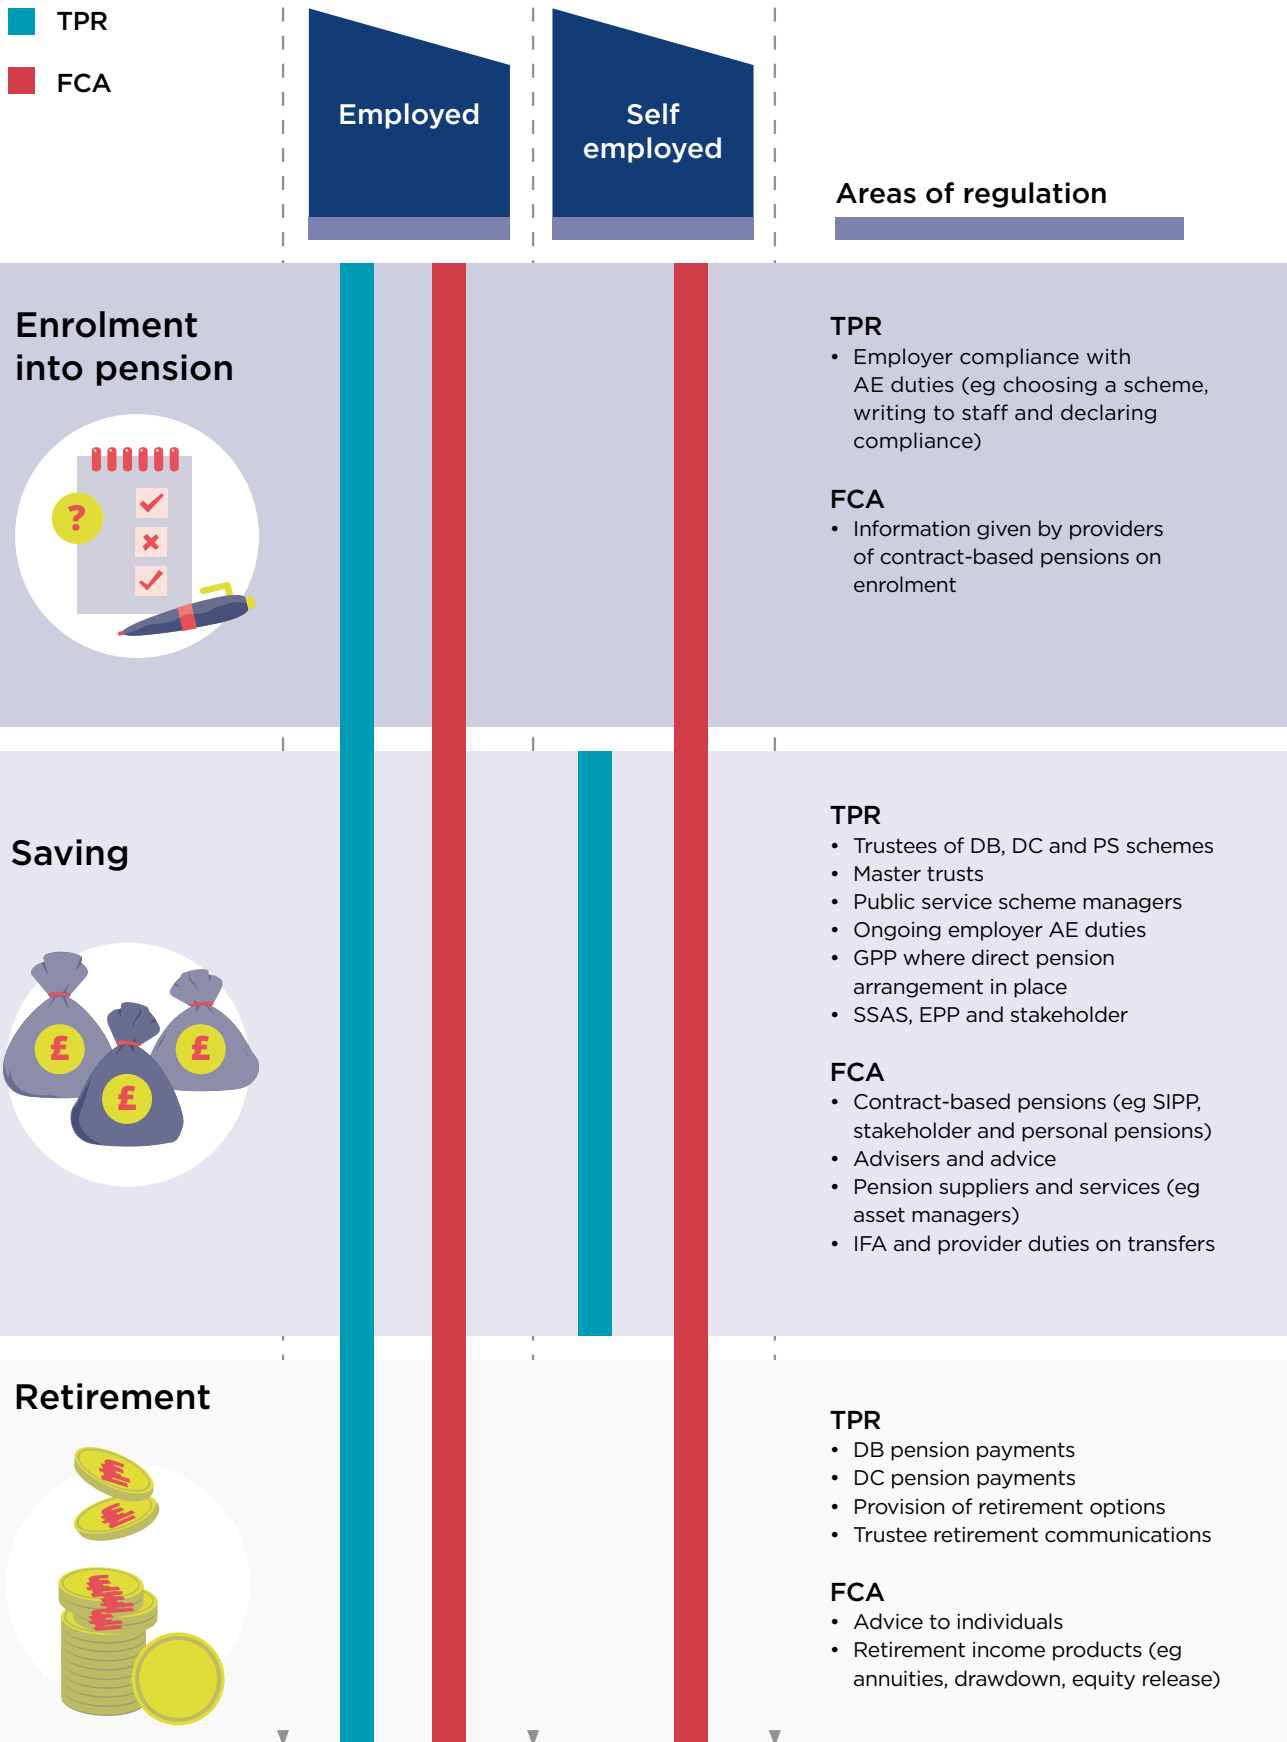 TPR
FCA
Employed
Self
employed
Areas of regulation
Enrolment
into pension
?
TPR
• Employer compliance with
AE duties (eg choosing a scheme,
writing to staff and declaring
compliance)
FCA
• Information given by providers
of contract-based pensions on
enrolment
Saving
£
£
£
TPR
• Trustees of DB, DC and PS schemes
• Master trusts
• Public service scheme managers
• Ongoing employer AE duties
• GPP where direct pension
arrangement in place
• SSAS, EPP and stakeholder
FCA
• Contract-based pensions (eg SIPP,
stakeholder and personal pensions)
• Advisers and advice
• Pension suppliers and services (eg
asset managers)
• IFA and provider duties on transfers
Retirement
TPR
• DB pension payments
• DC pension payments
• Provision of retirement options
• Trustee retirement communications
FCA
• Advice to individuals
• Retirement income products (eg
annuities, drawdown, equity release)